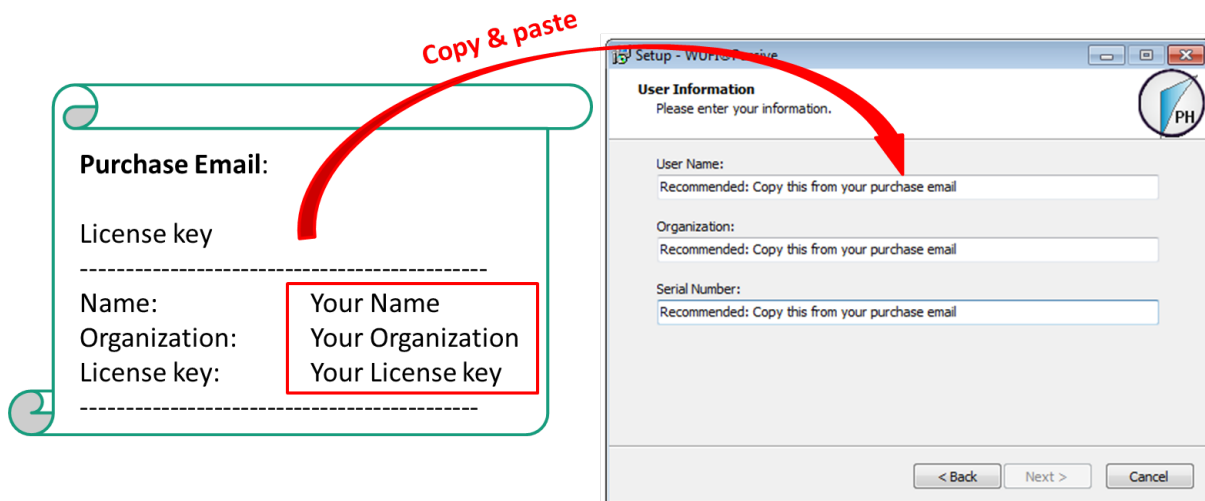 Copy & paste
Purchase Email:
License key
---------------------------------------------
Name: Your Name
Organization: Your Organization
License key: Your License key
--------------------------------------------
Setup - WUFI®Passive
User Information
Please enter your information.
PH
User Name:
Recommended: Copy this from your purchase email
Organization:
Recommended: Copy this from your purchase email
Serial Number:
Recommended: Copy this from your purchase email
< Back Next > Cancel